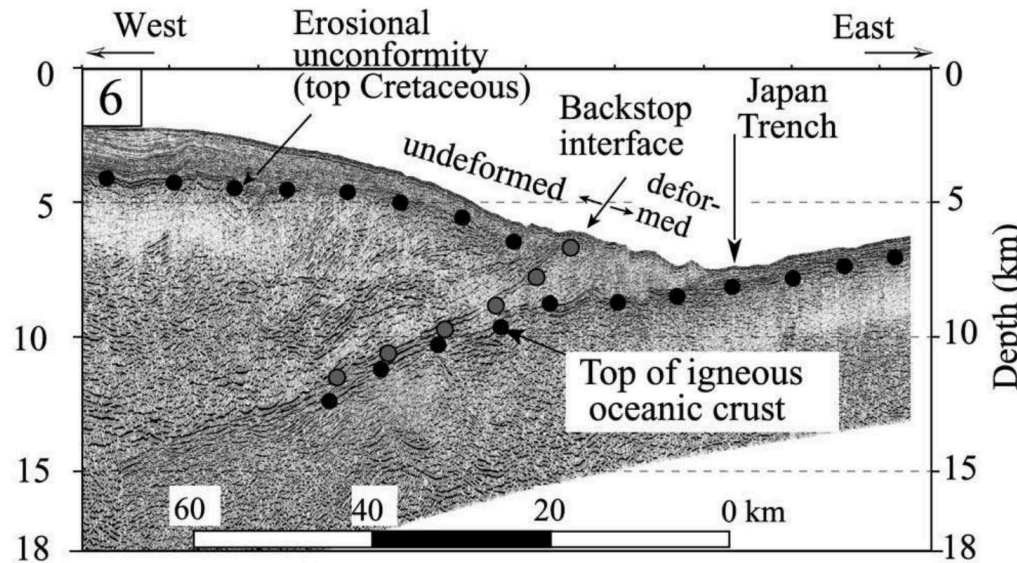 West
East
Erosional
unconformity
(top Cretaceous)
Backstop
interface
Japan
Trench
undeformed
defor-
med
6
0
5
10
15
18
0
5
10
15
18
Depth (km)
Top of igneous
oceanic crust
60 40 20 0 km